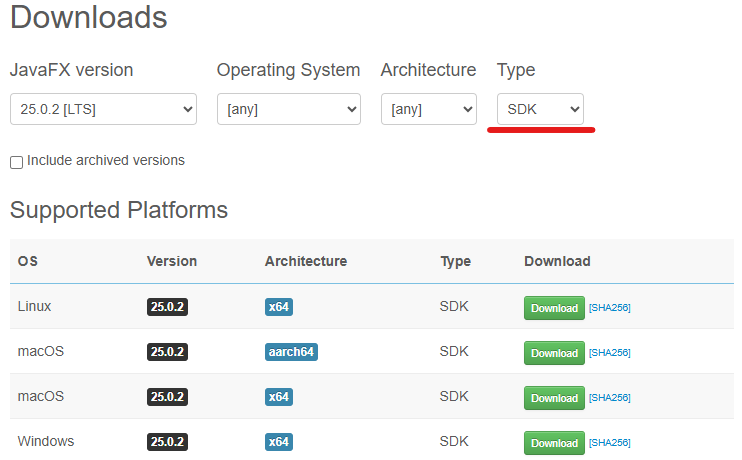 Downloads
JavaFX version Operating System Architecture Type
25.0.2 [LTS] [any] [any] SDK
Include archived versions
Supported Platforms
OS Version Architecture Type Download
Linux 25.0.2 x64 SDK Download [SHA256]
macOS 25.0.2 aarch64 SDK Download [SHA256]
macOS 25.0.2 x64 SDK Download [SHA256]
Windows 25.0.2 x64 SDK Download [SHA256]